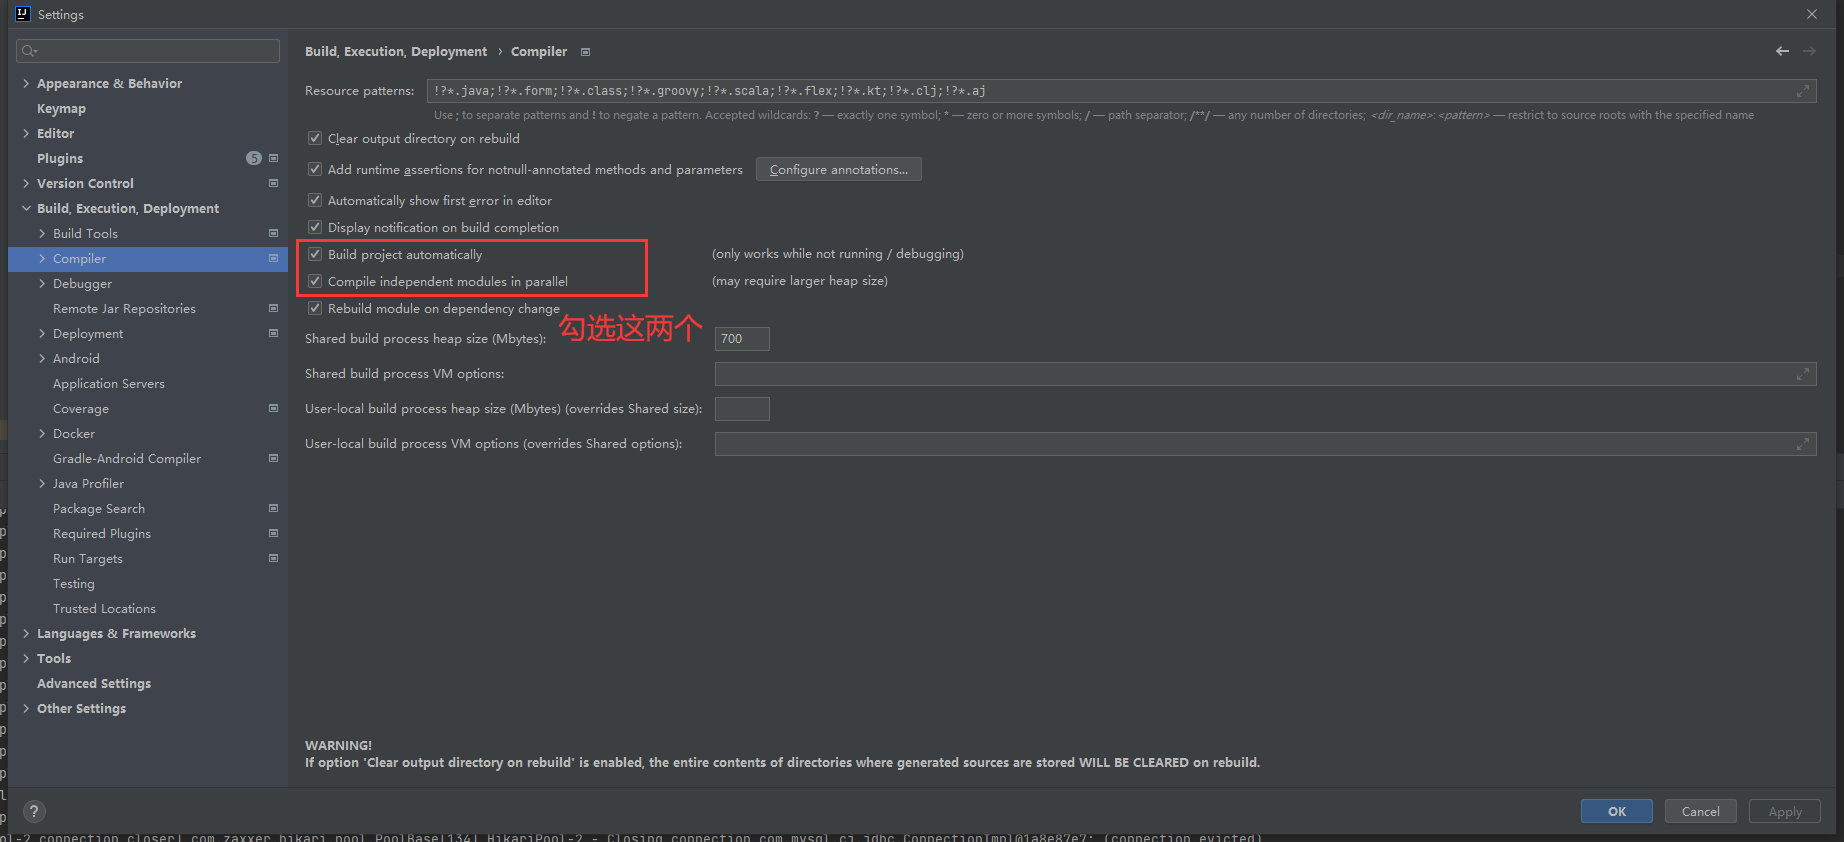 Settings
Build, Execution, Deployment › Compiler
Appearance & Behavior
Keymap
Editor
Plugins 5
Version Control
Build, Execution, Deployment
Build Tools
Compiler
Debugger
Remote Jar Repositories
Deployment
Android
Application Servers
Coverage
Docker
Gradle-Android Compiler
Java Profiler
Package Search
Required Plugins
Run Targets
Testing
Trusted Locations
Languages & Frameworks
Tools
Advanced Settings
Other Settings
Resource patterns: !?*.java;!?*.form;!?*.class;!?*.groovy;!?*.scala;!?*.flex;!?*.kt;!?*.clj;!?*.aj
Use ; to separate patterns and ! to negate a pattern. Accepted wildcards: ? — exactly one symbol; * — zero or more symbols; / — path separator; /**/ — any number of directories; <dir_name>:<pattern> — restrict to source roots with the specified name
Clear output directory on rebuild
Add runtime assertions for notnull-annotated methods and parameters Configure annotations...
Automatically show first error in editor
Display notification on build completion
Build project automatically (only works while not running / debugging)
Compile independent modules in parallel (may require larger heap size)
Rebuild module on dependency change
勾选这两个
Shared build process heap size (Mbytes): 700
Shared build process VM options:
User-local build process heap size (Mbytes) (overrides Shared size):
User-local build process VM options (overrides Shared options):
WARNING!
If option 'Clear output directory on rebuild' is enabled, the entire contents of directories where generated sources are stored WILL BE CLEARED on rebuild.
? OK Cancel Apply
ol-2 connection closer] com.zaxxer.hikari.pool.PoolBase[134] HikariPool-2 - Closing connection com.mysql.cj.jdbc.ConnectionImpl@1a8e87e7: (connection evicted)